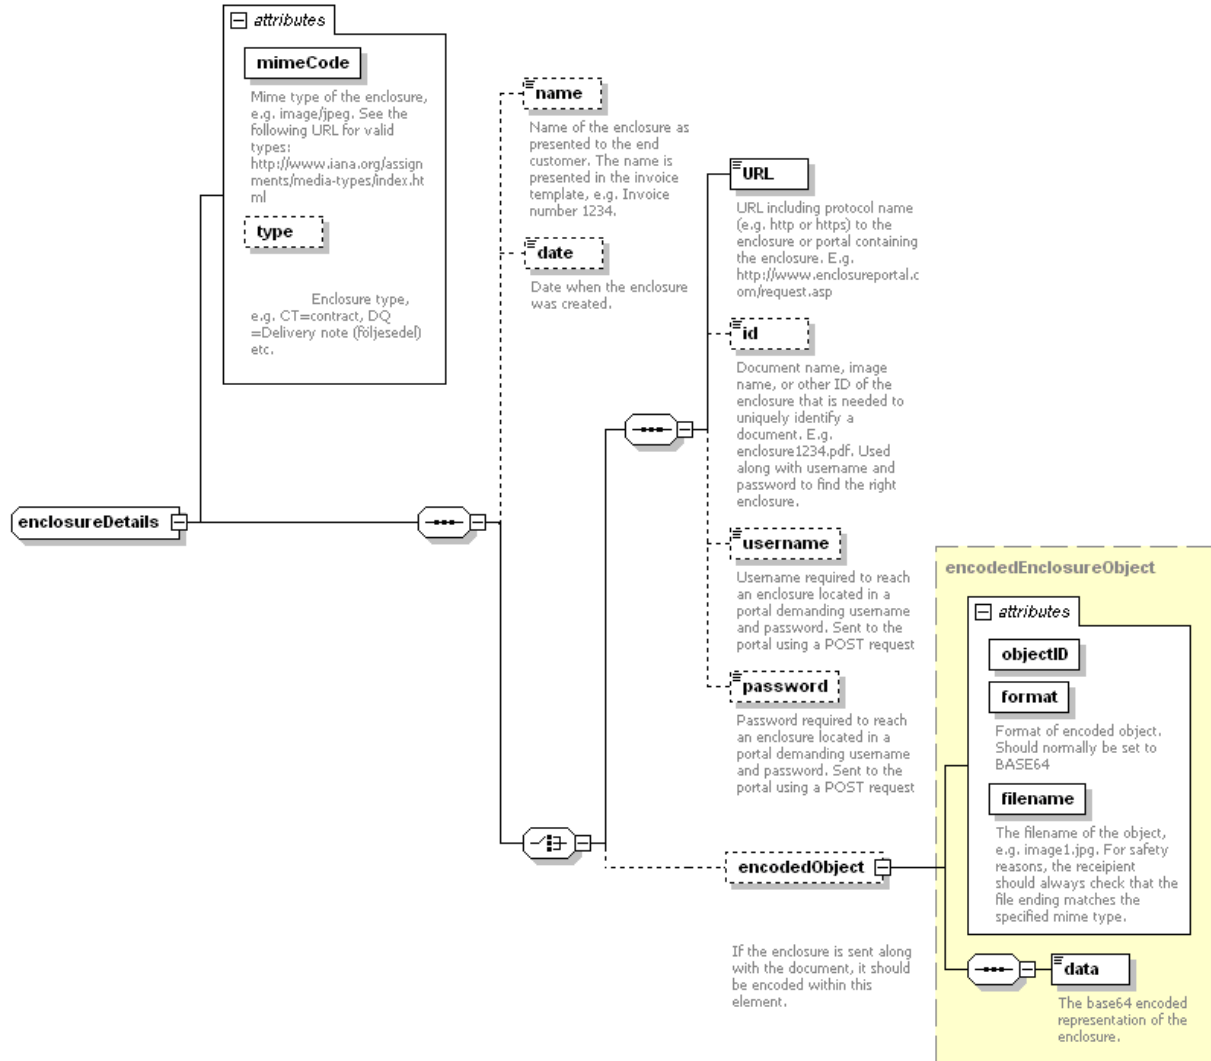 attributes
mimeCode
Mime type of the enclosure,
e.g. image/jpeg. See the
following URL for valid
types:
http://www.iana.org/assign
ments/media-types/index.ht
ml
type
Enclosure type,
e.g. CT=contract, DQ
=Delivery note (följesedel)
etc.
enclosureDetails
name
Name of the enclosure as
presented to the end
customer. The name is
presented in the invoice
template, e.g. Invoice
number 1234.
date
Date when the enclosure
was created.
URL
URL including protocol name
(e.g. http or https) to the
enclosure or portal containing
the enclosure. E.g.
http://www.enclosureportal.c
om/request.asp
id
Document name, image
name, or other ID of the
enclosure that is needed to
uniquely identify a
document. E.g.
enclosure1234.pdf. Used
along with username and
password to find the right
enclosure.
username
Username required to reach
an enclosure located in a
portal demanding username
and password. Sent to the
portal using a POST request
password
Password required to reach
an enclosure located in a
portal demanding username
and password. Sent to the
portal using a POST request
encodedObject
If the enclosure is sent along
with the document, it should
be encoded within this
element.
encodedEnclosureObject
attributes
objectID
format
Format of encoded object.
Should normally be set to
BASE64
filename
The filename of the object,
e.g. image1.jpg. For safety
reasons, the receipient
should always check that the
file ending matches the
specified mime type.
data
The base64 encoded
representation of the
enclosure.